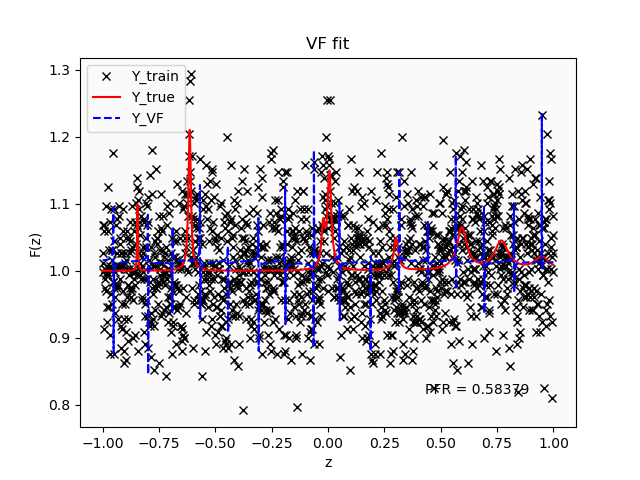 VF fit
Y_train
Y_true
Y_VF
F(z)
1.3
1.2
1.1
1.0
0.9
0.8
PFR = 0.58379
−1.00 −0.75 −0.50 −0.25 0.00 0.25 0.50 0.75 1.00
z